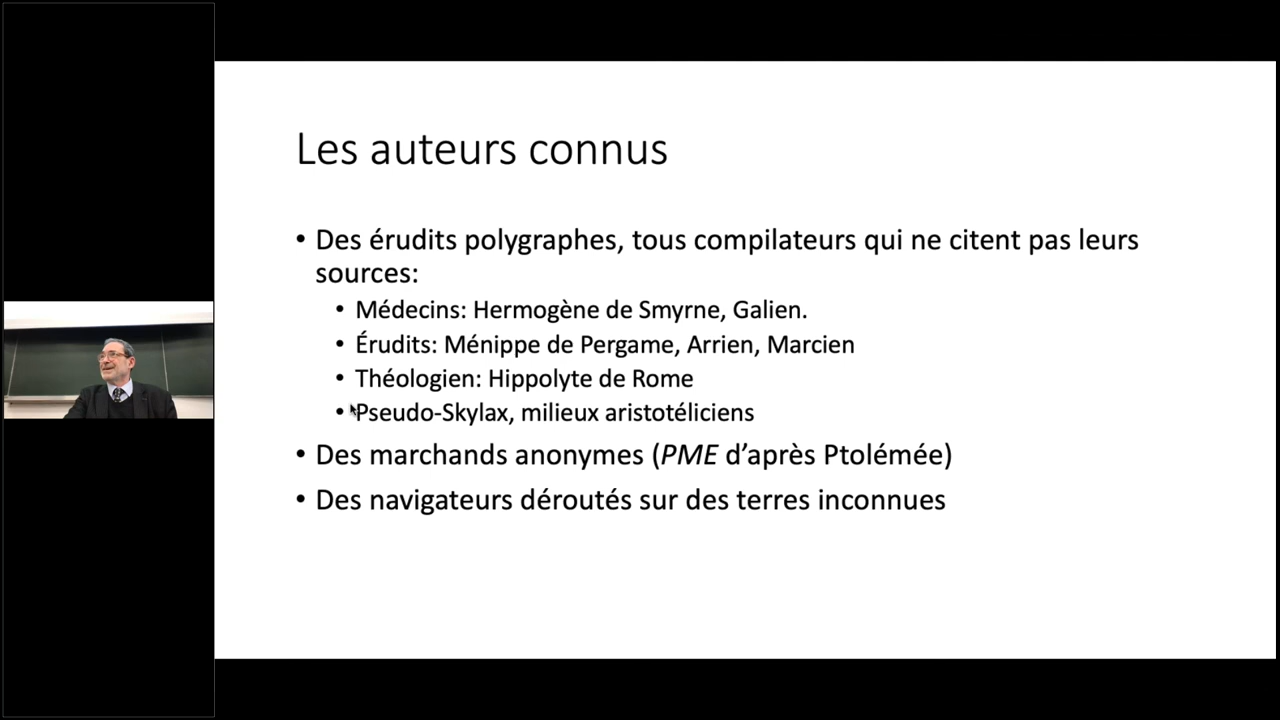 Les auteurs connus
• Des érudits polygraphes, tous compilateurs qui ne citent pas leurs
sources:
• Médecins: Hermogène de Smyrne, Galien.
• Érudits: Ménippe de Pergame, Arrien, Marcien
• Théologien: Hippolyte de Rome
• Pseudo-Skylax, milieux aristotéliciens
• Des marchands anonymes (PME d’après Ptolémée)
• Des navigateurs déroutés sur des terres inconnues